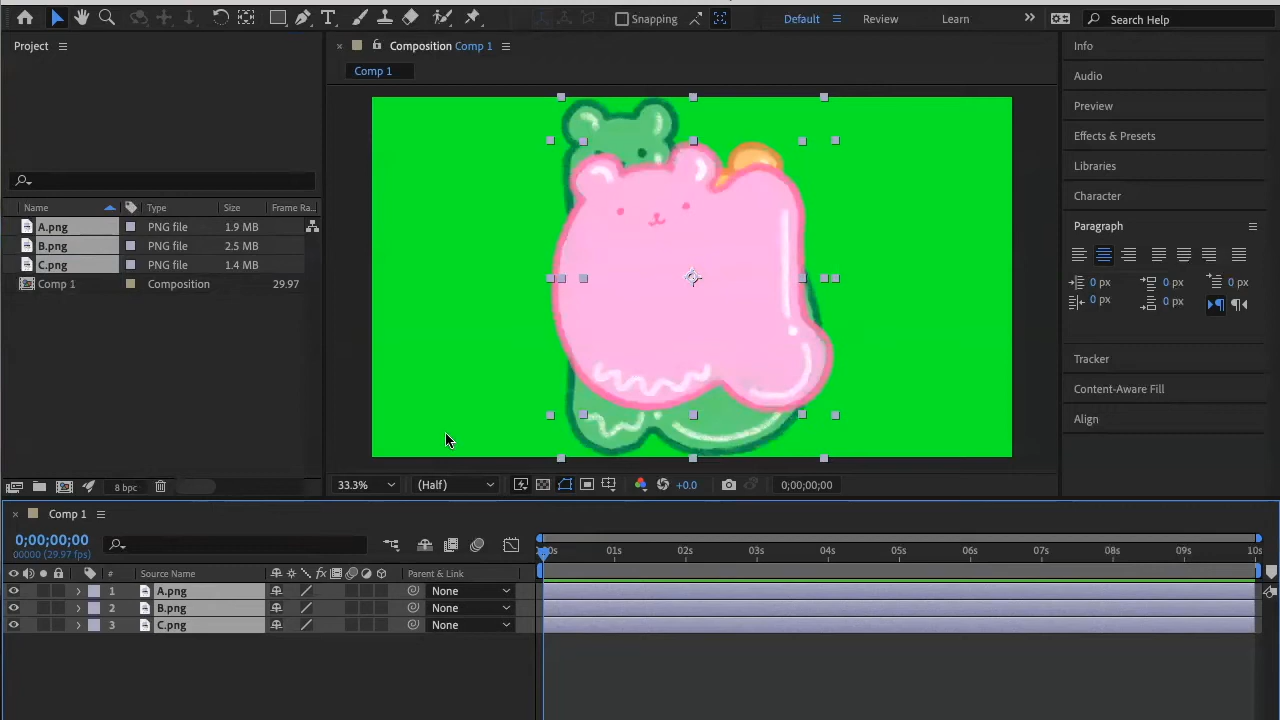 Snapping
Default
Review
Learn
Search Help
Project
Composition Comp 1
Comp 1
Info
Audio
Preview
Effects & Presets
Libraries
Character
Paragraph
0 px 0 px 0 px
0 px 0 px
Tracker
Content-Aware Fill
Align
Name Type Size Frame Ra...
A.png PNG file 1.9 MB
B.png PNG file 2.5 MB
C.png PNG file 1.4 MB
Comp 1 Composition 29.97
8 bpc
33.3% (Half) +0.0 0;00;00;00
Comp 1
0;00;00;00
00000 (29.97 fps)
01s 02s 03s 04s 05s 06s 07s 08s 09s 10s
# Source Name fx Parent & Link
1 A.png None
2 B.png None
3 C.png None